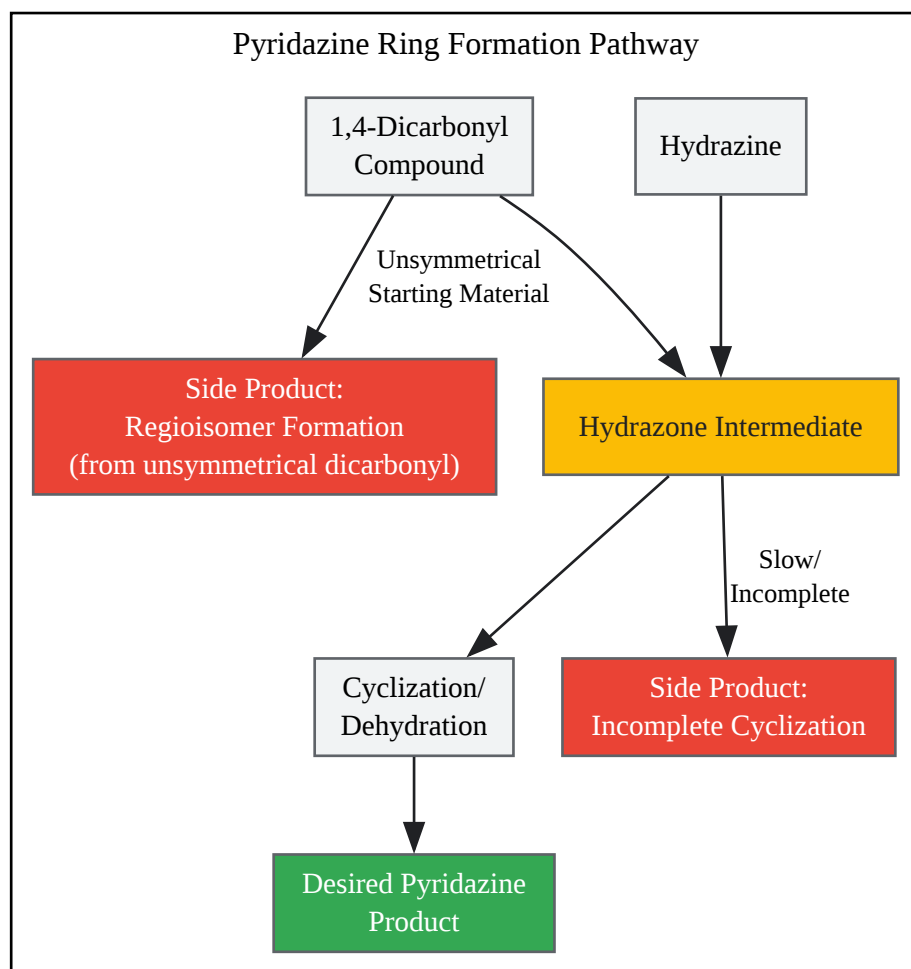 Pyridazine Ring Formation Pathway
1,4-Dicarbonyl
Compound
Hydrazine
Unsymmetrical
Starting Material
Side Product:
Regioisomer Formation
(from unsymmetrical dicarbonyl)
Hydrazone Intermediate
Slow/
Incomplete
Cyclization/
Dehydration
Side Product:
Incomplete Cyclization
Desired Pyridazine
Product